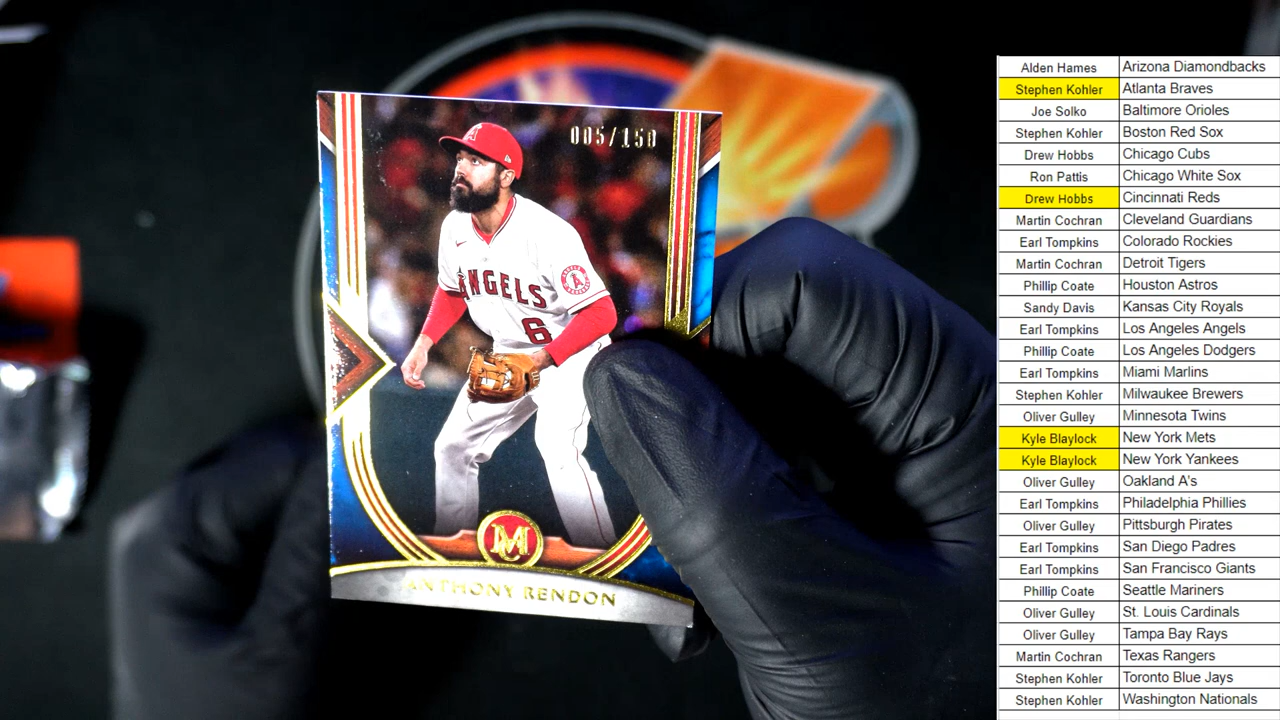 005/150
A
ANGELS
6
M
ANTHONY RENDON
Alden Hames Arizona Diamondbacks
Stephen Kohler Atlanta Braves
Joe Solko Baltimore Orioles
Stephen Kohler Boston Red Sox
Drew Hobbs Chicago Cubs
Ron Pattis Chicago White Sox
Drew Hobbs Cincinnati Reds
Martin Cochran Cleveland Guardians
Earl Tompkins Colorado Rockies
Martin Cochran Detroit Tigers
Phillip Coate Houston Astros
Sandy Davis Kansas City Royals
Earl Tompkins Los Angeles Angels
Phillip Coate Los Angeles Dodgers
Earl Tompkins Miami Marlins
Stephen Kohler Milwaukee Brewers
Oliver Gulley Minnesota Twins
Kyle Blaylock New York Mets
Kyle Blaylock New York Yankees
Oliver Gulley Oakland A's
Earl Tompkins Philadelphia Phillies
Oliver Gulley Pittsburgh Pirates
Earl Tompkins San Diego Padres
Earl Tompkins San Francisco Giants
Phillip Coate Seattle Mariners
Oliver Gulley St. Louis Cardinals
Oliver Gulley Tampa Bay Rays
Martin Cochran Texas Rangers
Stephen Kohler Toronto Blue Jays
Stephen Kohler Washington Nationals